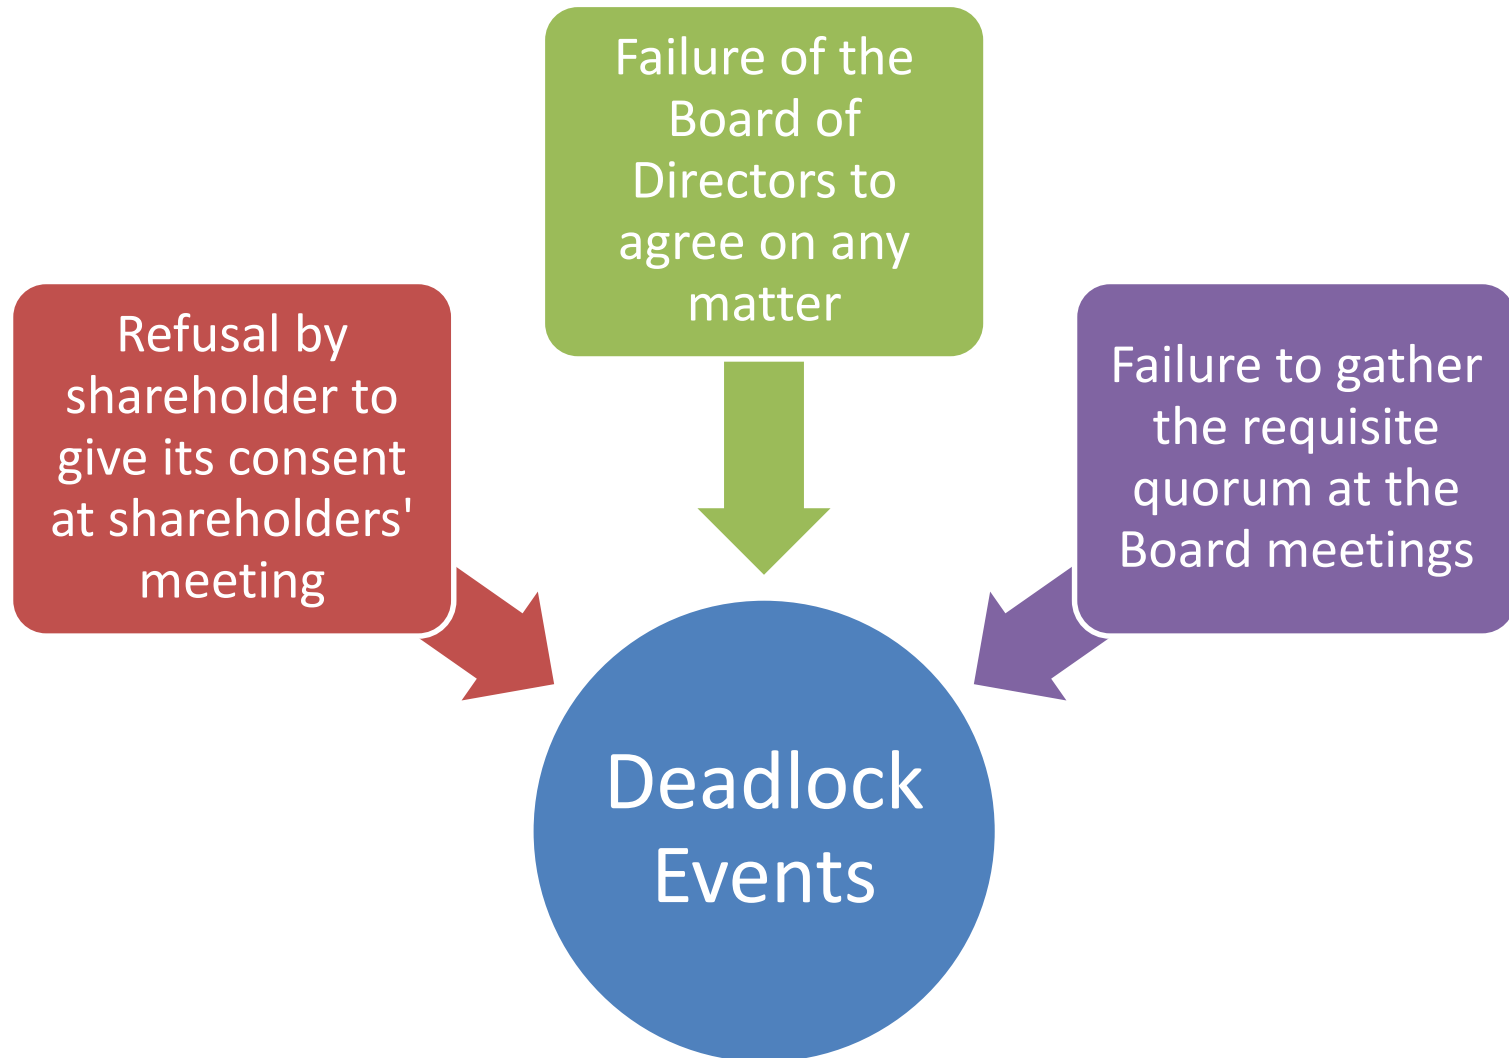 Failure of the
Board of
Directors to
agree on any
matter
Refusal by
shareholder to
give its consent
at shareholders'
meeting
Failure to gather
the requisite
quorum at the
Board meetings
Deadlock
Events